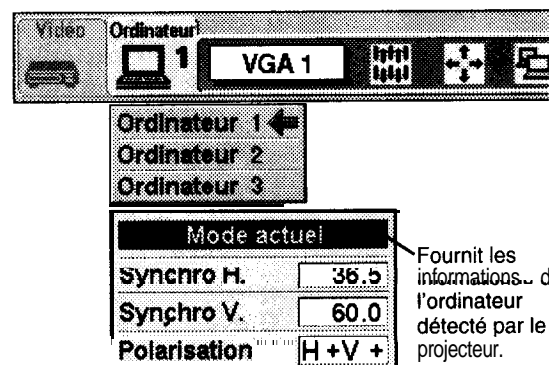 Vidéo
Ordinateur
1
VGA 1
Ordinateur 1
Ordinateur 2
Ordinateur 3
Mode actuel
Synchro H. 36.5
Synchro V. 60.0
Polarisation H + V +
Fournit les
informations d
l'ordinateur
détecté par le
projecteur.